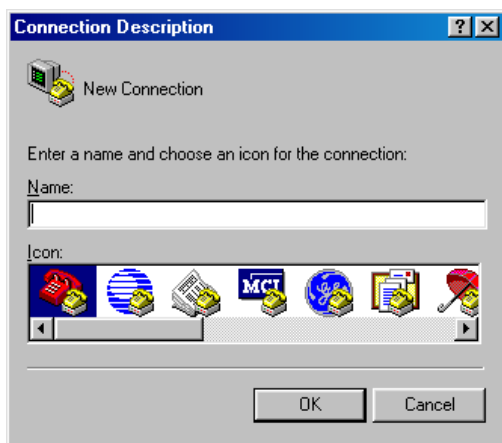 Connection Description
New Connection
Enter a name and choose an icon for the connection:
Name:
Icon:
MCI
OK
Cancel